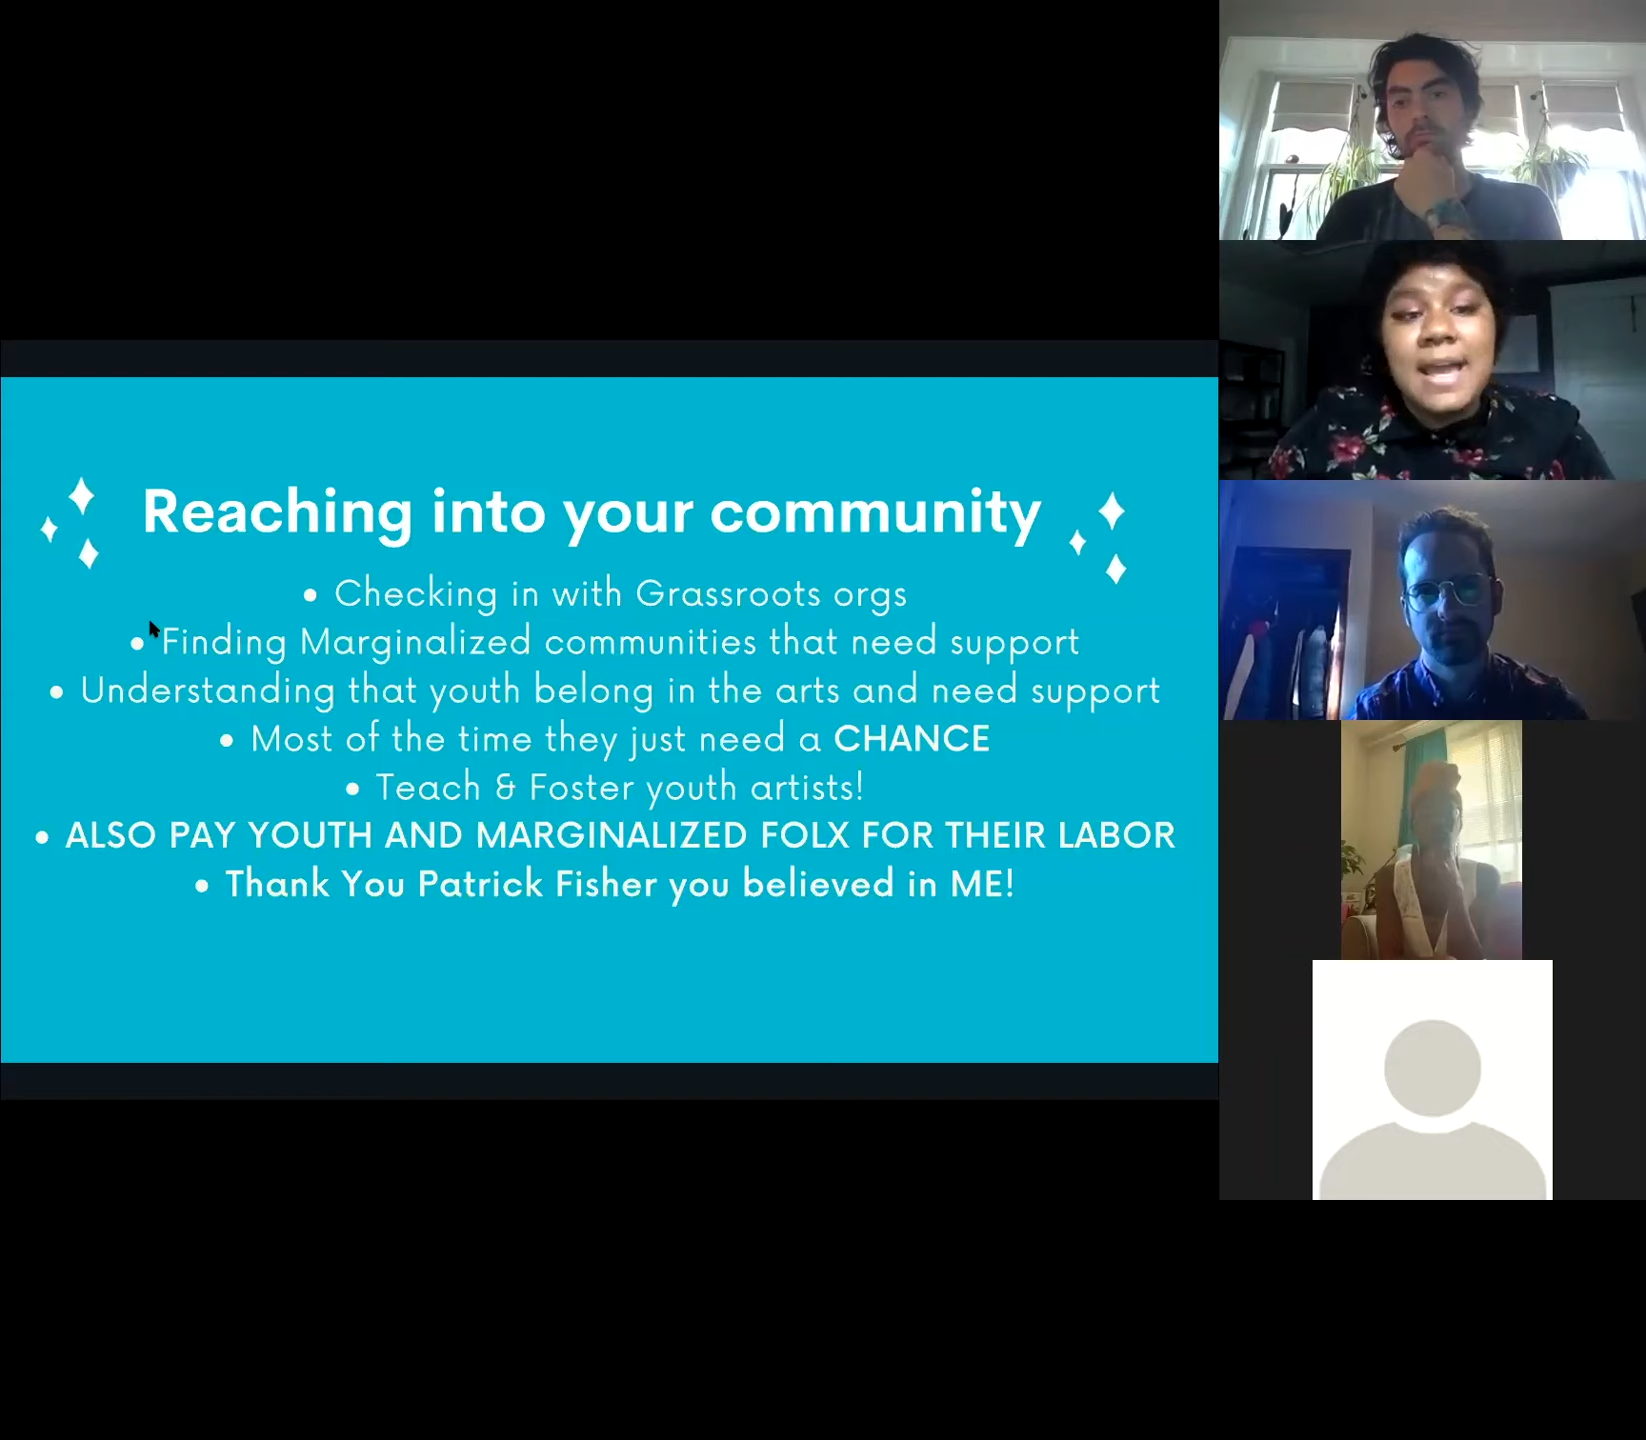 Reaching into your community
• Checking in with Grassroots orgs
• Finding Marginalized communities that need support
• Understanding that youth belong in the arts and need support
• Most of the time they just need a CHANCE
• Teach & Foster youth artists!
• ALSO PAY YOUTH AND MARGINALIZED FOLX FOR THEIR LABOR
• Thank You Patrick Fisher you believed in ME!